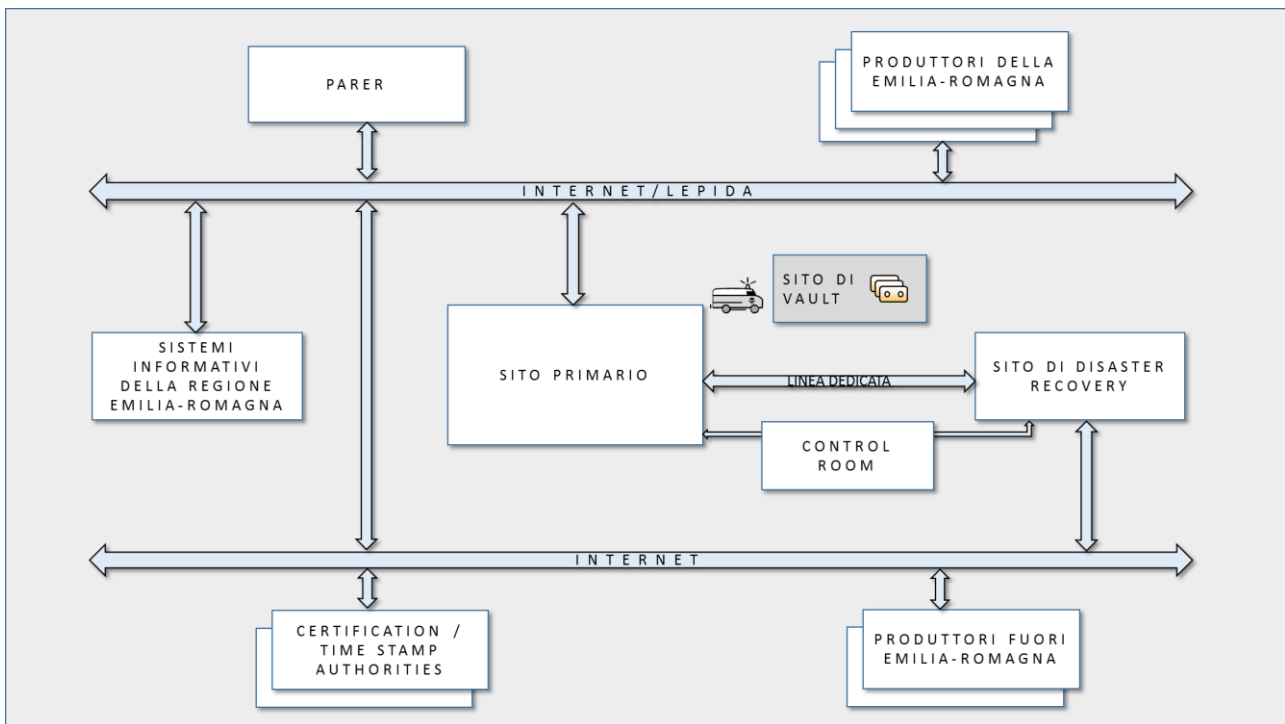 PARER
PRODUTTORI DELLA
EMILIA-ROMAGNA
INTERNET/LEPIDA
SITO DI
VAULT
SISTEMI
INFORMATIVI
DELLA REGIONE
EMILIA-ROMAGNA
SITO PRIMARIO
LINEA DEDICATA
SITO DI DISASTER
RECOVERY
CONTROL
ROOM
INTERNET
CERTIFICATION /
TIME STAMP
AUTHORITIES
PRODUTTORI FUORI
EMILIA-ROMAGNA